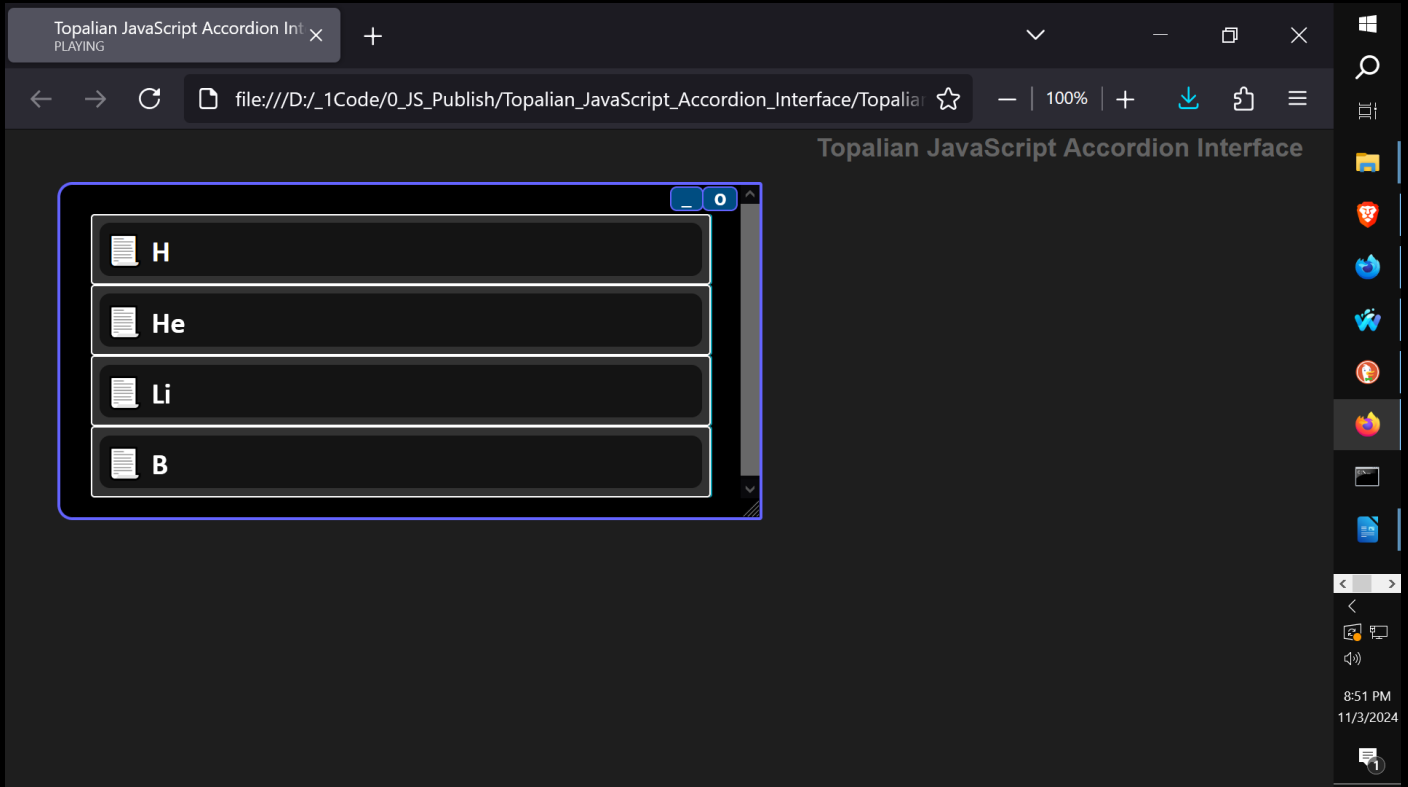 Topalian JavaScript Accordion Int
PLAYING
file:///D:/_1Code/0_JS_Publish/Topalian_JavaScript_Accordion_Interface/Topalian
100%
Topalian JavaScript Accordion Interface
_ o
H
He
Li
B
8:51 PM
11/3/2024
1